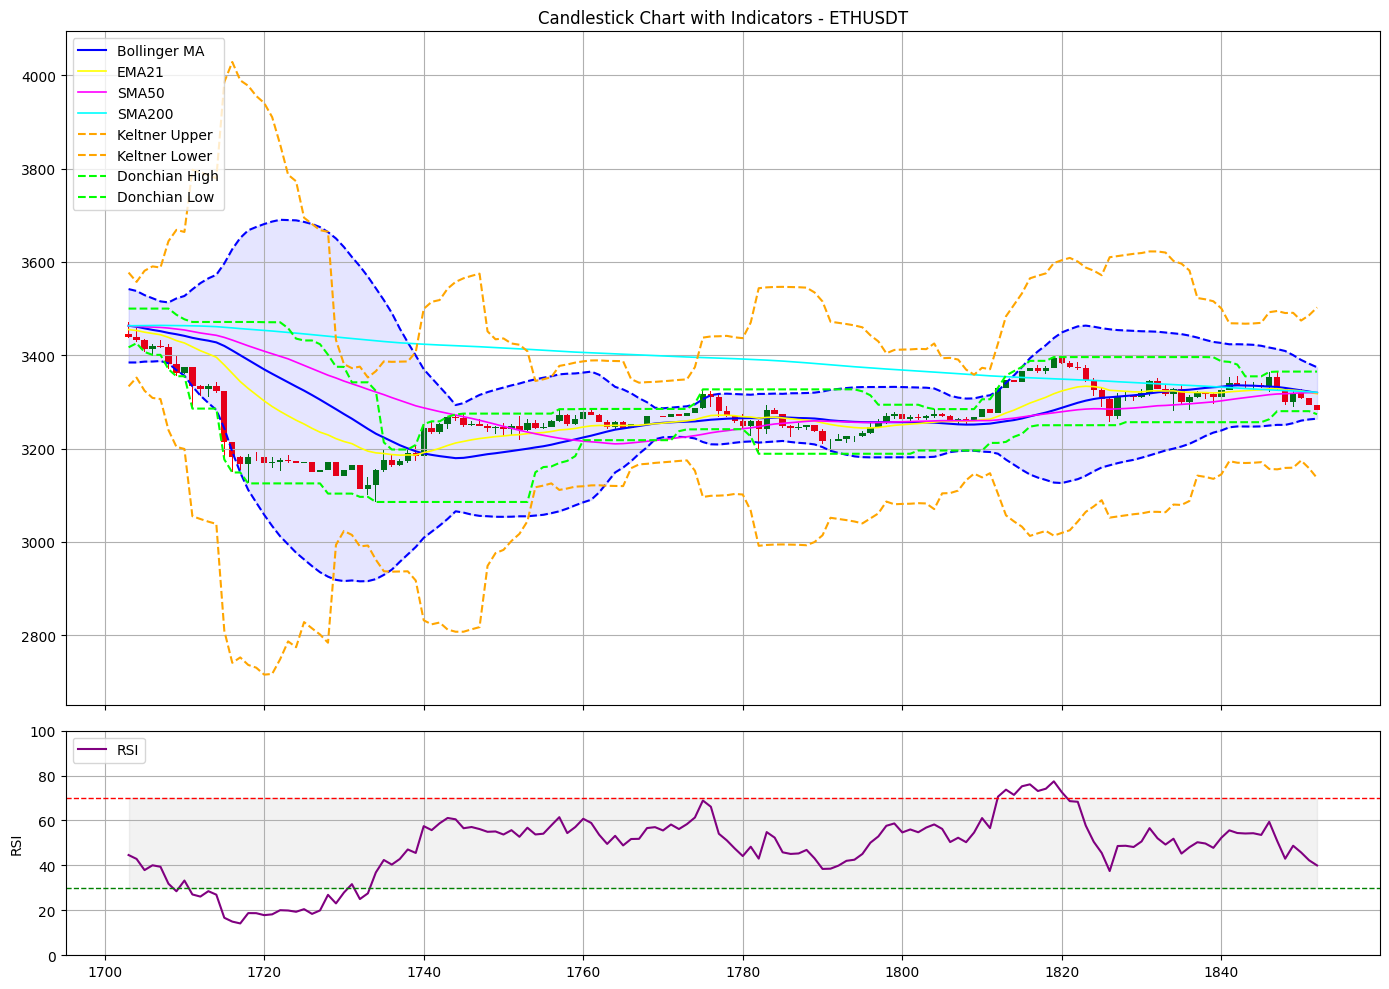 Candlestick Chart with Indicators - ETHUSDT
Bollinger MA
EMA21
SMA50
SMA200
Keltner Upper
Keltner Lower
Donchian High
Donchian Low
4000
3800
3600
3400
3200
3000
2800
RSI
100
80
60
40
20
0
RSI
1700 1720 1740 1760 1780 1800 1820 1840